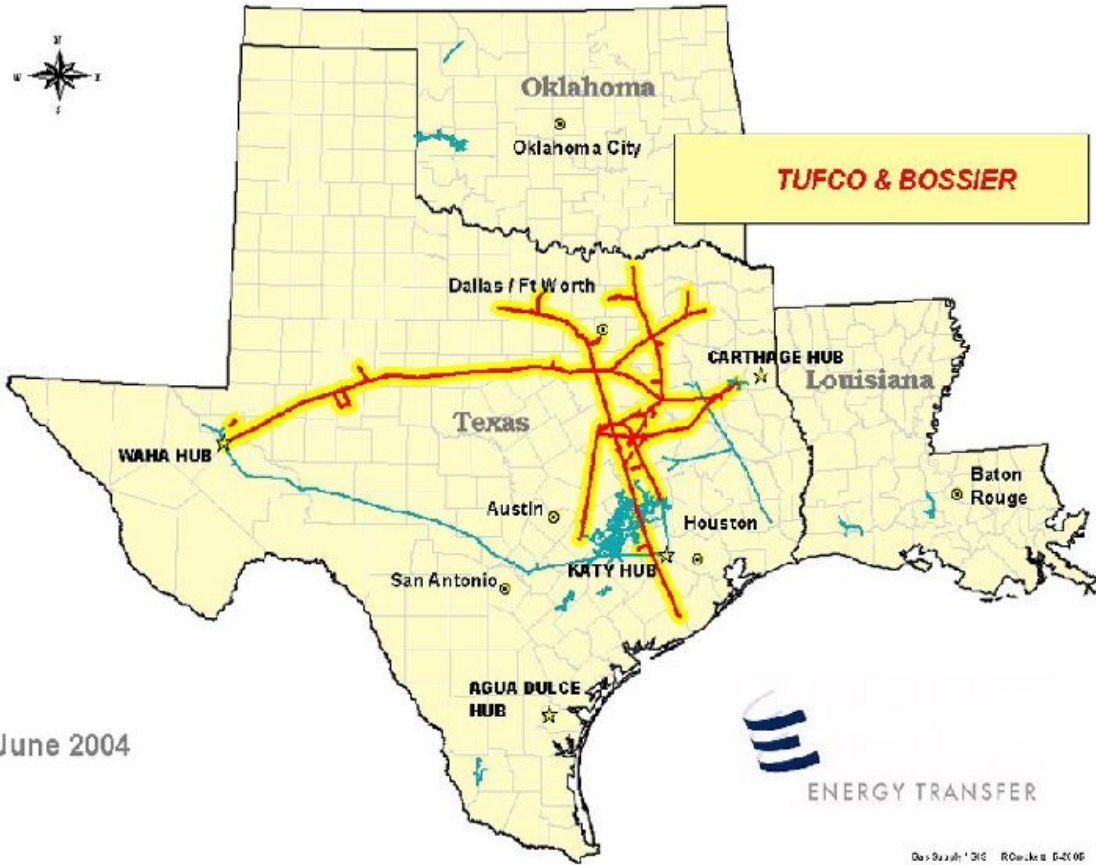 N
W
E
S
Oklahoma
Oklahoma City
TUFCO & BOSSIER
Dallas / Ft Worth
CARTHAGE HUB
Louisiana
Texas
WAHA HUB
Baton
Rouge
Austin
Houston
KATY HUB
San Antonio
AGUA DULCE
HUB
June 2004
ENERGY TRANSFER